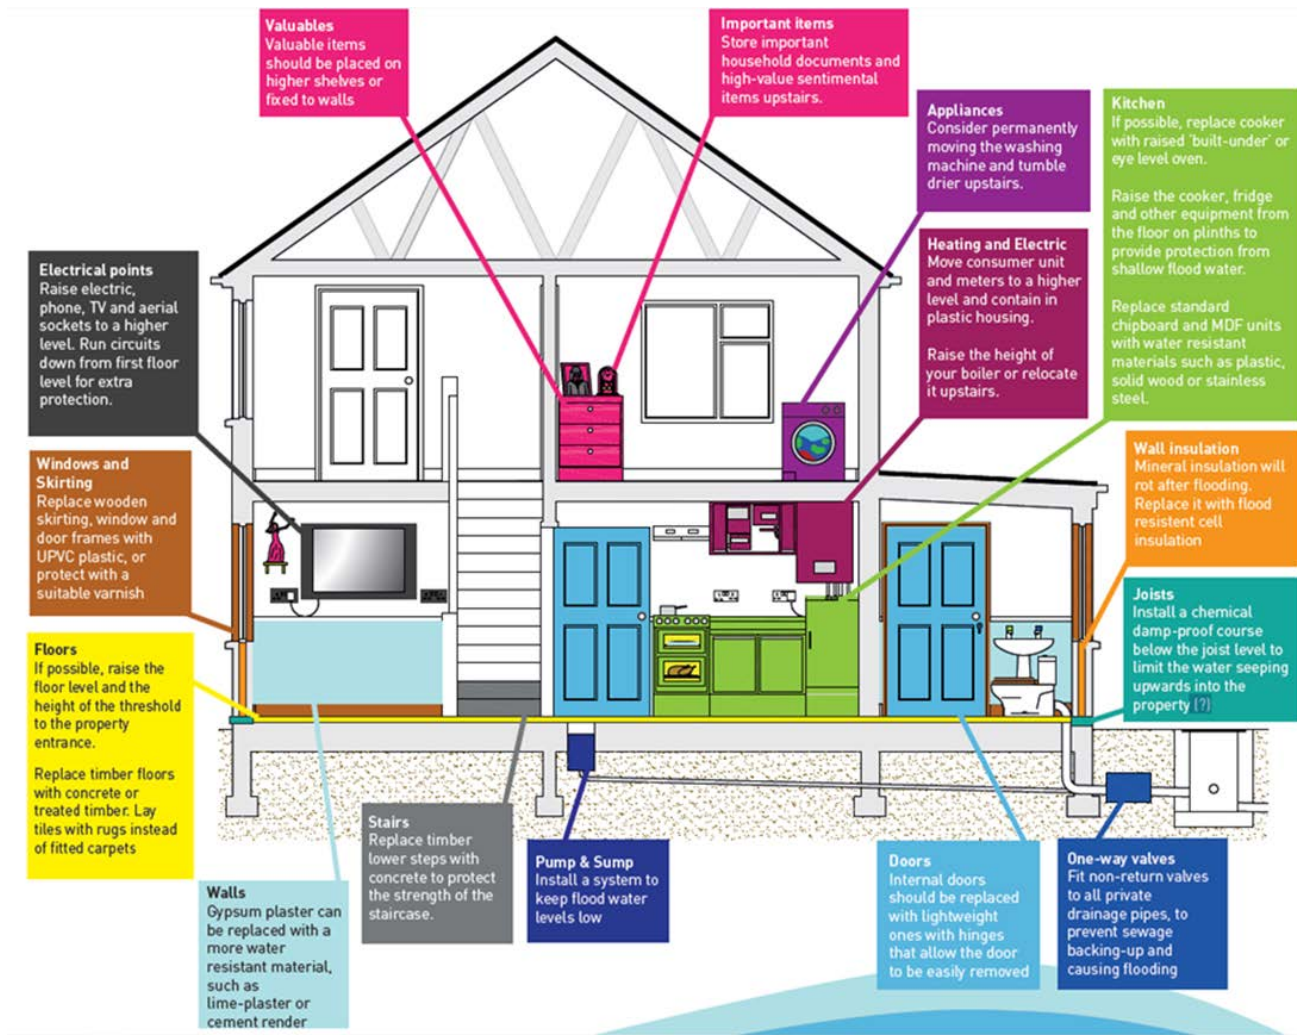 Valuables
Valuable items
should be placed on
higher shelves or
fixed to walls
Important items
Store important
household documents and
high-value sentimental
items upstairs.
Appliances
Consider permanently
moving the washing
machine and tumble
drier upstairs.
Kitchen
If possible, replace cooker
with raised 'built-under' or
eye level oven.
Raise the cooker, fridge
and other equipment from
the floor on plinths to
provide protection from
shallow flood water.
Replace standard
chipboard and MDF units
with water resistant
materials such as plastic,
solid wood or stainless
steel.
Heating and Electric
Move consumer unit
and meters to a higher
level and contain in
plastic housing.
Raise the height of
your boiler or relocate
it upstairs.
Electrical points
Raise electric,
phone, TV and aerial
sockets to a higher
level. Run circuits
down from first floor
level for extra
protection.
Windows and
Skirting
Replace wooden
skirting, window and
door frames with
UPVC plastic, or
protect with a
suitable varnish
Wall insulation
Mineral insulation will
rot after flooding.
Replace it with flood
resistent cell
insulation
Joists
Install a chemical
damp-proof course
below the joist level to
limit the water seeping
upwards into the
property (?)
Floors
If possible, raise the
floor level and the
height of the threshold
to the property
entrance.
Replace timber floors
with concrete or
treated timber. Lay
tiles with rugs instead
of fitted carpets
Walls
Gypsum plaster can
be replaced with a
more water
resistant material,
such as
lime-plaster or
cement render
Stairs
Replace timber
lower steps with
concrete to protect
the strength of the
staircase.
Pump & Sump
Install a system to
keep flood water
levels low
Doors
Internal doors
should be replaced
with lightweight
ones with hinges
that allow the door
to be easily removed
One-way valves
Fit non-return valves
to all private
drainage pipes, to
prevent sewage
backing-up and
causing flooding